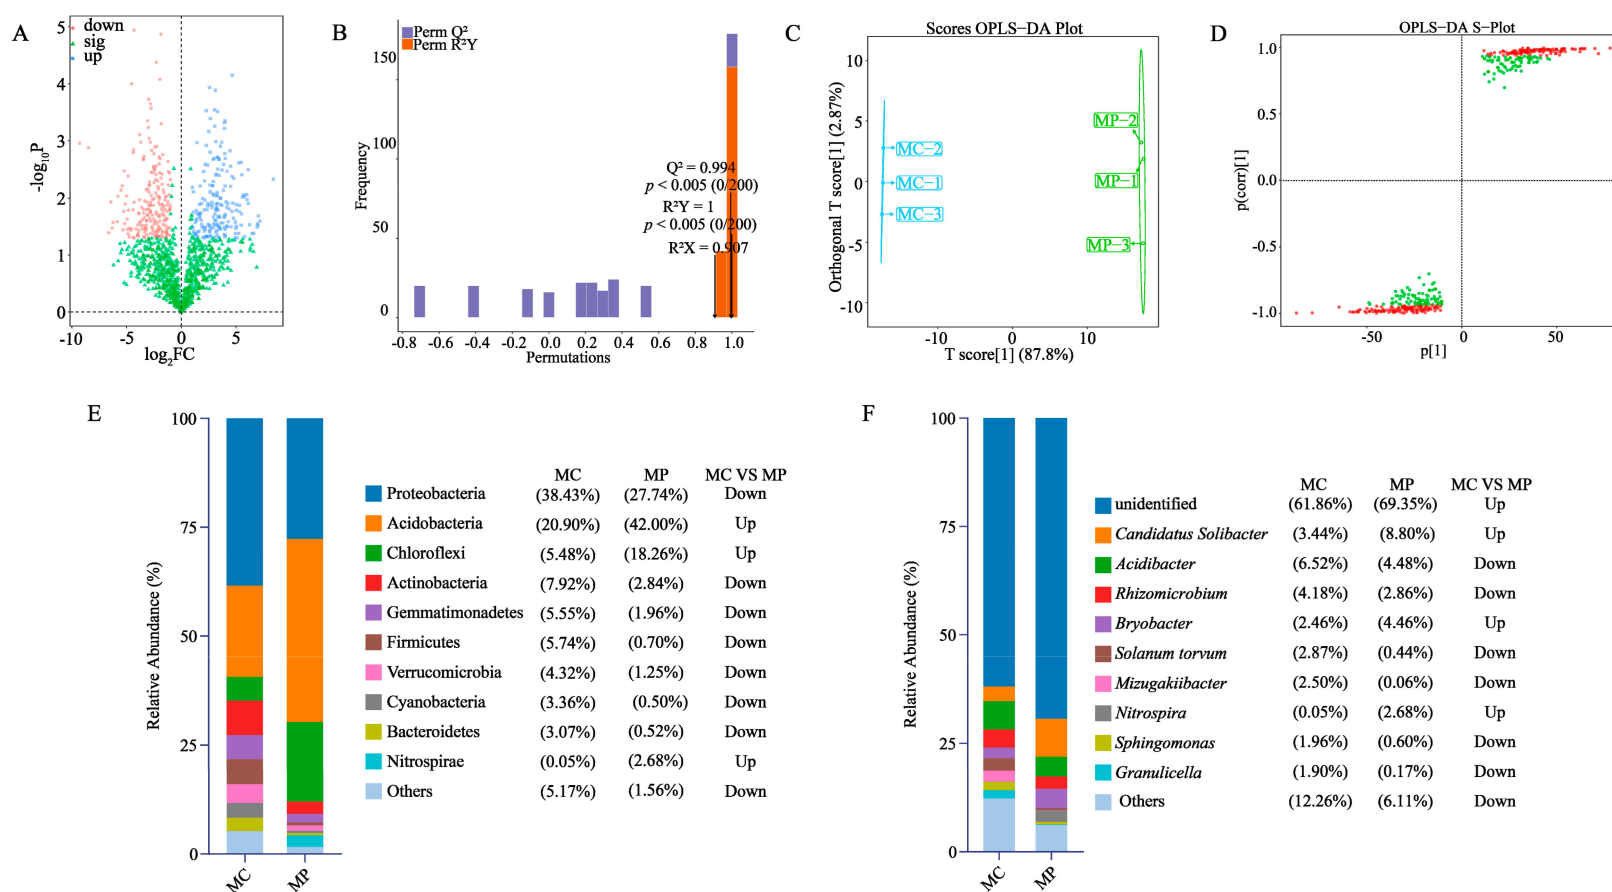 A
down
sig
up
5
4
3
2
1
0
-log₁₀P
-10
-5
0
5
log₂FC
B
Perm Q²
Perm R²Y
150
100
50
0
Frequency
Q² = 0.994
p < 0.005 (0/200)
R²Y = 1
p < 0.005 (0/200)
R²X = 0.907
-0.8 -0.6 -0.4 -0.2 0.0 0.2 0.4 0.6 0.8 1.0
Permutations
C
Scores OPLS−DA Plot
10
5
0
-5
-10
Orthogonal T score[1] (2.87%)
MC−2
MC−1
MC−3
MP−2
MP−1
MP−3
-10 0 10
T score[1] (87.8%)
D
OPLS−DA S−Plot
1.0
0.5
0.0
-0.5
-1.0
p(corr)[1]
-50 0 50
p[1]
E
100
75
50
25
0
Relative Abundance (%)
MC MP
MC MP MC VS MP
Proteobacteria (38.43%) (27.74%) Down
Acidobacteria (20.90%) (42.00%) Up
Chloroflexi (5.48%) (18.26%) Up
Actinobacteria (7.92%) (2.84%) Down
Gemmatimonadetes (5.55%) (1.96%) Down
Firmicutes (5.74%) (0.70%) Down
Verrucomicrobia (4.32%) (1.25%) Down
Cyanobacteria (3.36%) (0.50%) Down
Bacteroidetes (3.07%) (0.52%) Down
Nitrospirae (0.05%) (2.68%) Up
Others (5.17%) (1.56%) Down
F
100
75
50
25
0
Relative Abundance (%)
MC MP
MC MP MC VS MP
unidentified (61.86%) (69.35%) Up
Candidatus Solibacter (3.44%) (8.80%) Up
Acidibacter (6.52%) (4.48%) Down
Rhizomicrobium (4.18%) (2.86%) Down
Bryobacter (2.46%) (4.46%) Up
Solanum torvum (2.87%) (0.44%) Down
Mizugakiibacter (2.50%) (0.06%) Down
Nitrospira (0.05%) (2.68%) Up
Sphingomonas (1.96%) (0.60%) Down
Granulicella (1.90%) (0.17%) Down
Others (12.26%) (6.11%) Down